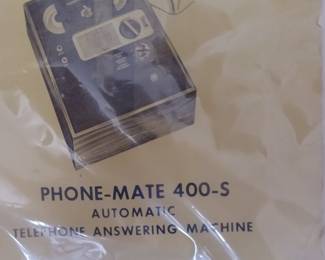 PHONE-MATE 400-S
AUTOMATIC
TELEPHONE ANSWERING MACHINE